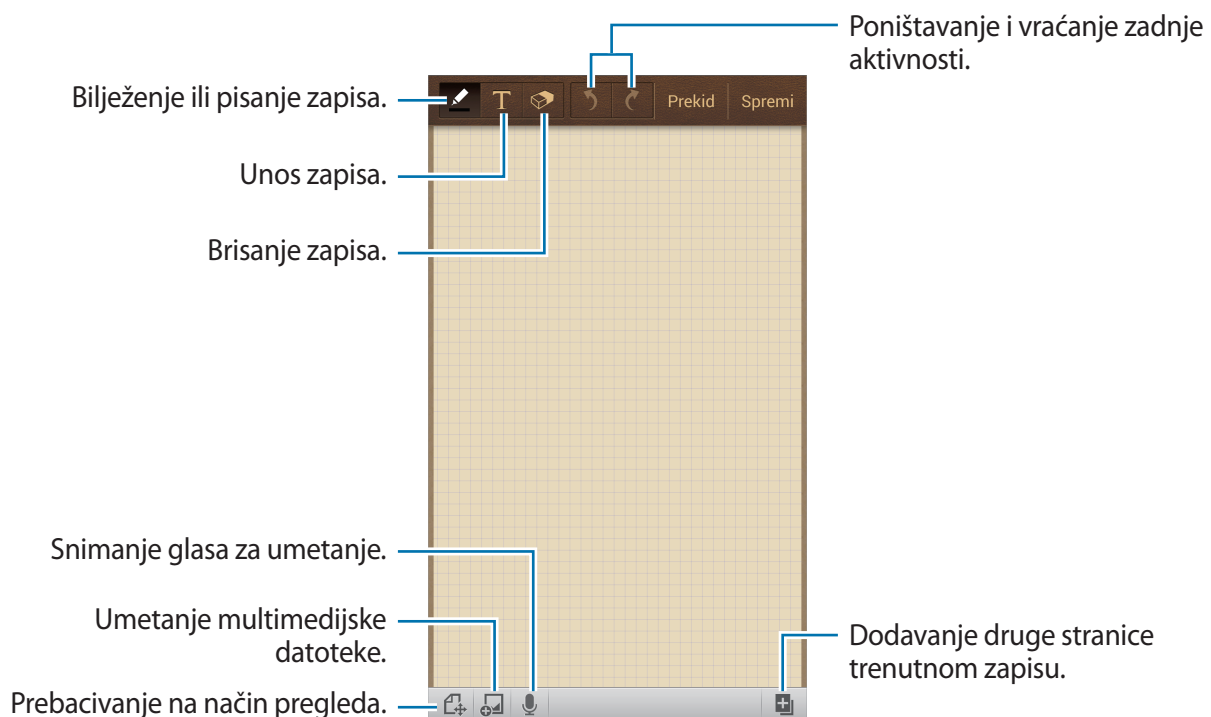 Poništavanje i vraćanje zadnje
aktivnosti.
Bilježenje ili pisanje zapisa.
T
Prekid
Spremi
Unos zapisa.
Brisanje zapisa.
Snimanje glasa za umetanje.
Umetanje multimedijske
datoteke.
Dodavanje druge stranice
trenutnom zapisu.
Prebacivanje na način pregleda.